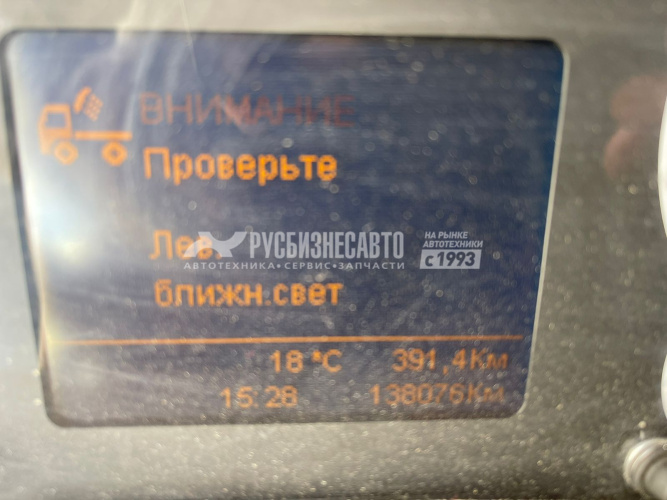 ВНИМАНИЕ
Проверьте
Лев.
РУСБИЗНЕСАВТО
АВТОТЕХНИКА • СЕРВИС • ЗАПЧАСТИ
НА РЫНКЕ
АВТОТЕХНИКИ
с 1993
ближн.свет
18 °C 391,4Км
15:28 138076Км